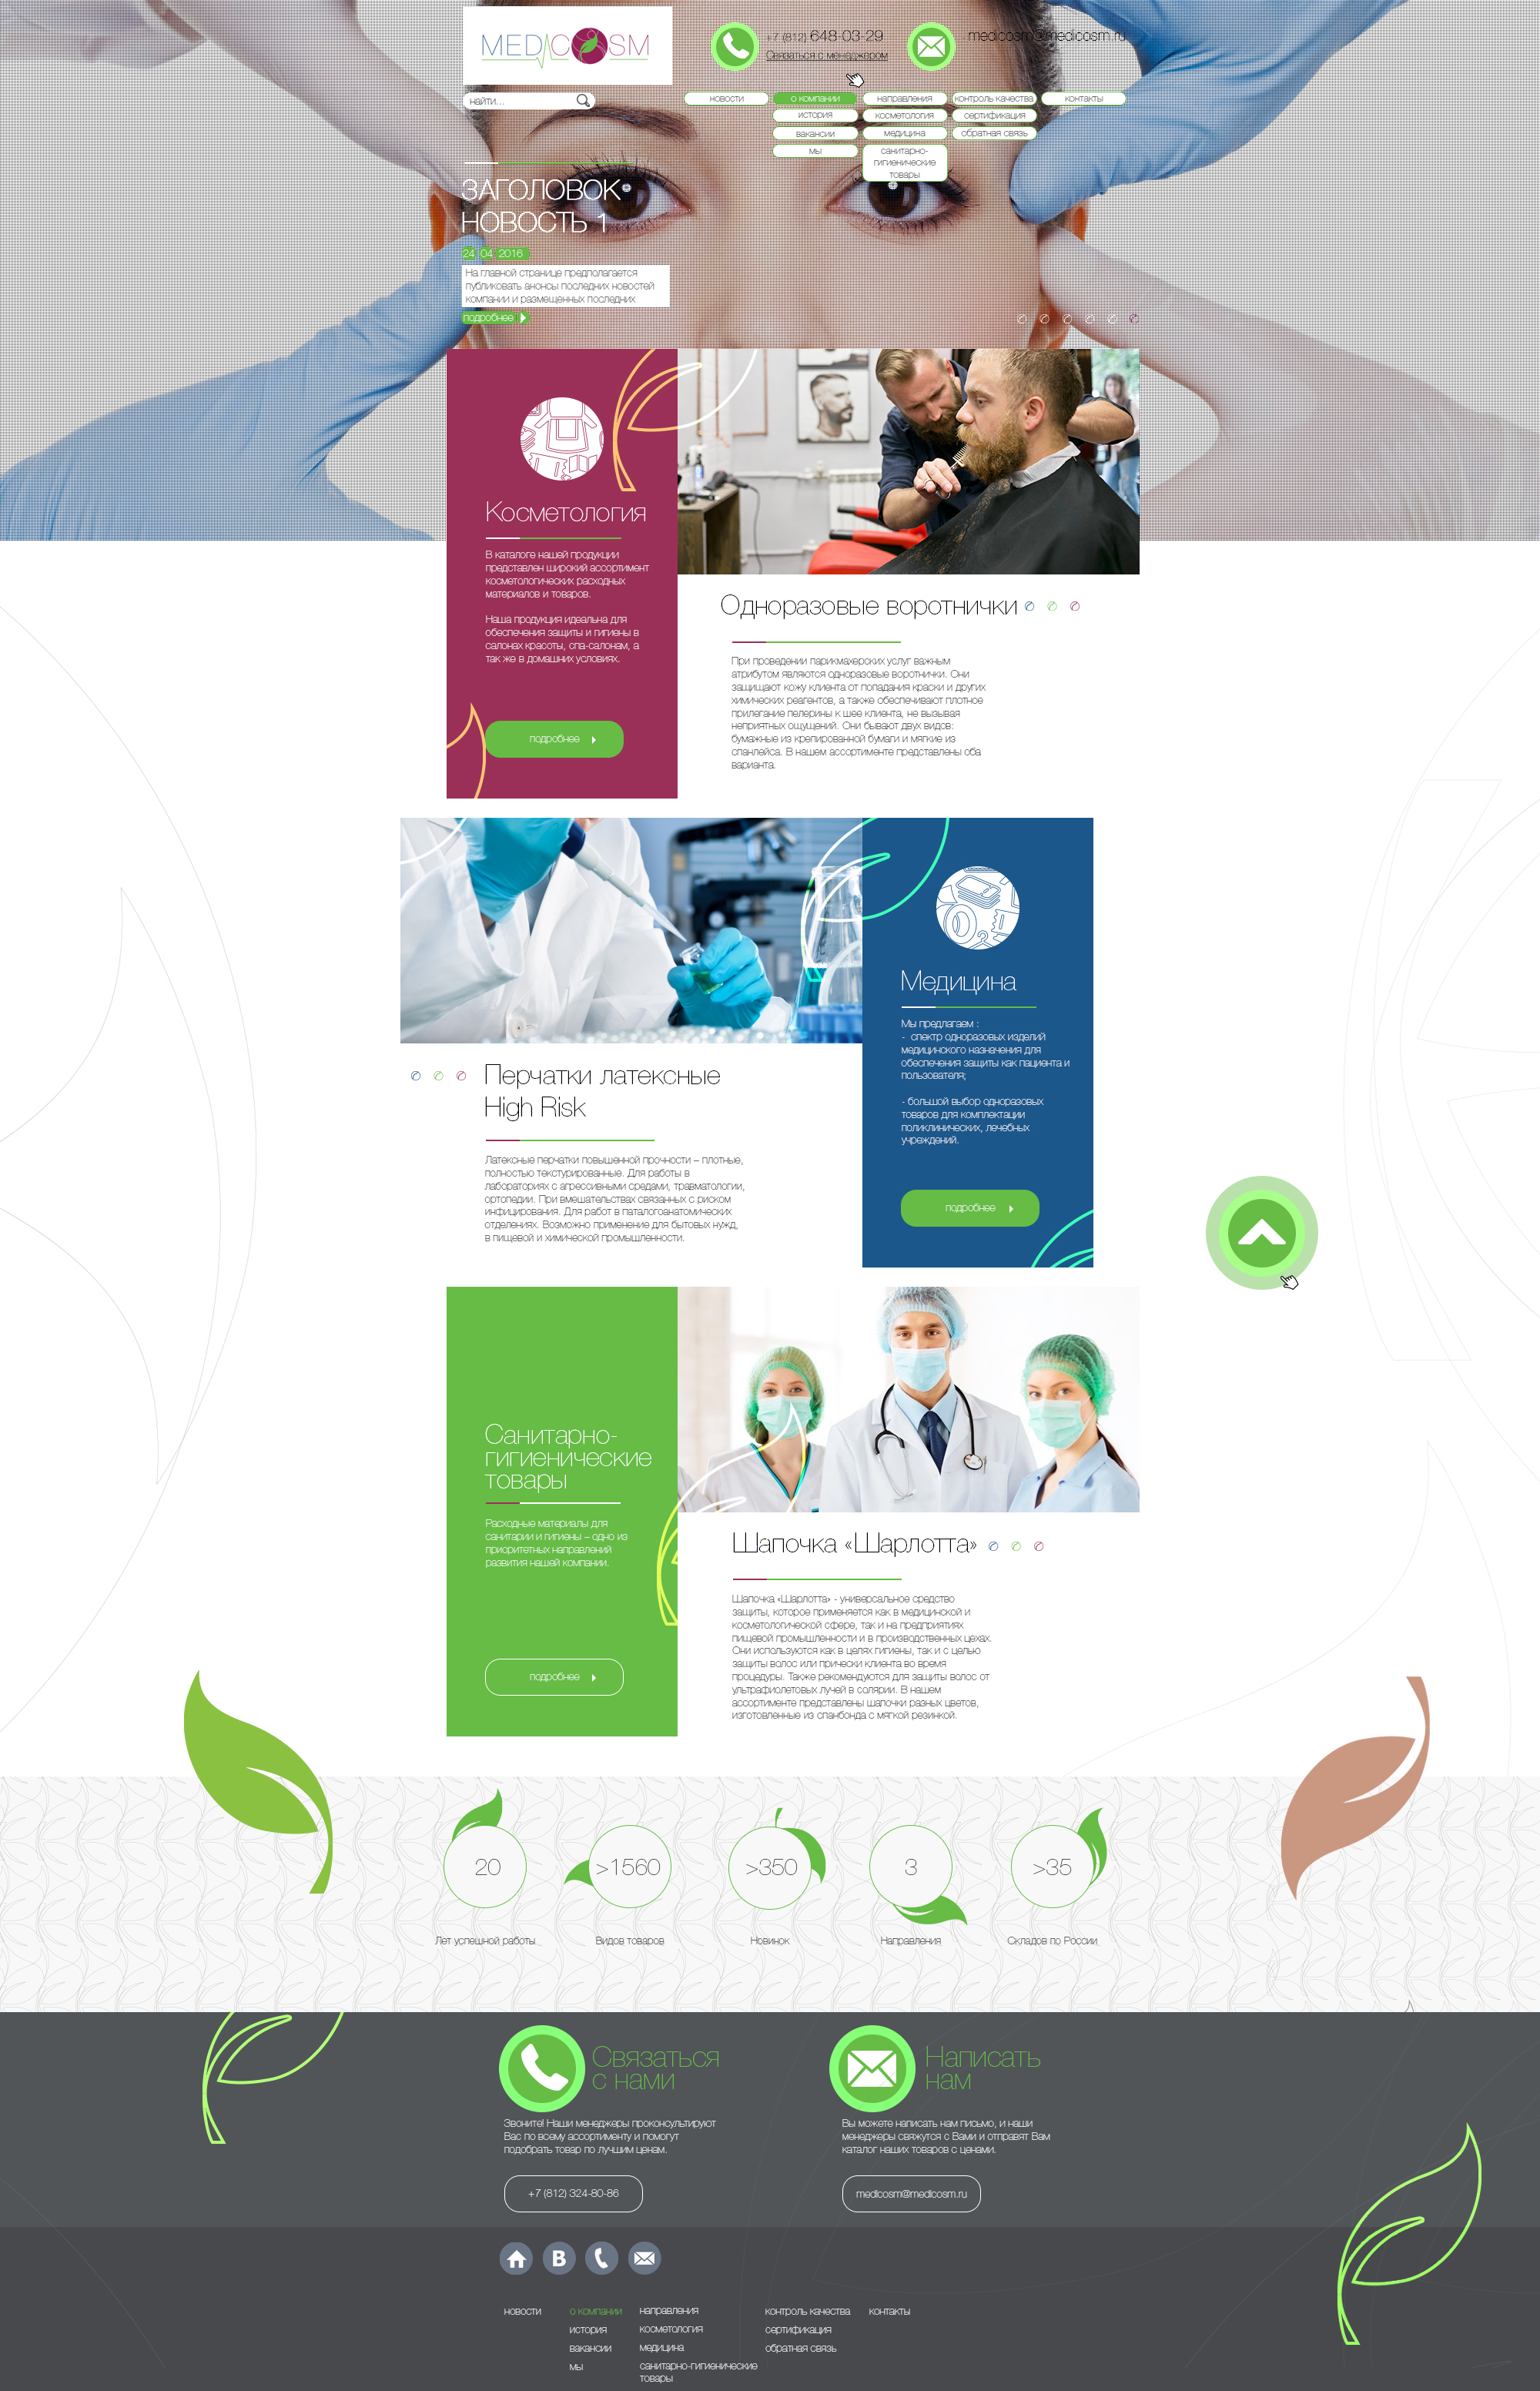 MEDICOSM
+7 (812) 648-03-29
Связаться с менеджером
medicosm@medicosm.ru
найти...
новости
о компании
направления
контроль качества
контакты
история
косметология
сертификация
вакансии
медицина
обратная связь
мы
санитарно-
гигиенические
товары
ЗАГОЛОВОК
НОВОСТЬ 1
24 04 2016
На главной странице предполагается
публиковать анонсы последних новостей
компании и размещенных последних
подробнее
Косметология
В каталоге нашей продукции
представлен широкий ассортимент
косметологических расходных
материалов и товаров.
Наша продукция идеальна для
обеспечения защиты и гигиены в
салонах красоты, спа-салонам, а
так же в домашних условиях.
подробнее
Одноразовые воротнички
При проведении парикмахерских услуг важным
атрибутом являются одноразовые воротнички. Они
защищают кожу клиента от попадания краски и других
химических реагентов, а также обеспечивают плотное
прилегание пелерины к шее клиента, не вызывая
неприятных ощущений. Они бывают двух видов:
бумажные из крепированной бумаги и мягкие из
спанлейса. В нашем ассортименте представлены оба
варианта.
Медицина
Мы предлагаем :
- спектр одноразовых изделий
медицинского назначения для
обеспечения защиты как пациента и
пользователя;
- большой выбор одноразовых
товаров для комплектации
поликлинических, лечебных
учреждений.
подробнее
Перчатки латексные
High Risk
Латексные перчатки повышенной прочности – плотные,
полностью текстурированные. Для работы в
лабораториях с агрессивными средами, травматологии,
ортопедии. При вмешательствах связанных с риском
инфицирования. Для работ в паталогоанатомических
отделениях. Возможно применение для бытовых нужд,
в пищевой и химической промышленности.
Санитарно-
гигиенические
товары
Расходные материалы для
санитарии и гигиены – одно из
приоритетных направлений
развития нашей компании.
подробнее
Шапочка «Шарлотта»
Шапочка «Шарлотта» - универсальное средство
защиты, которое применяется как в медицинской и
косметологической сфере, так и на предприятиях
пищевой промышленности и в производственных цехах.
Они используются как в целях гигиены, так и с целью
защиты волос или прически клиента во время
процедуры. Также рекомендуются для защиты волос от
ультрафиолетовых лучей в солярии. В нашем
ассортименте представлены шапочки разных цветов,
изготовленные из спанбонда с мягкой резинкой.
20
>1560
>350
3
>35
Лет успешной работы
Видов товаров
Новинок
Направления
Складов по России
Связаться
с нами
Звоните! Наши менеджеры проконсультируют
Вас по всему ассортименту и помогут
подобрать товар по лучшим ценам.
+7 (812) 324-80-86
Написать
нам
Вы можете написать нам письмо, и наши
менеджеры свяжутся с Вами и отправят Вам
каталог наших товаров с ценами.
medicosm@medicosm.ru
B
новости
о компании
история
вакансии
мы
направления
косметология
медицина
санитарно-гигиенические
товары
контроль качества
сертификация
обратная связь
контакты